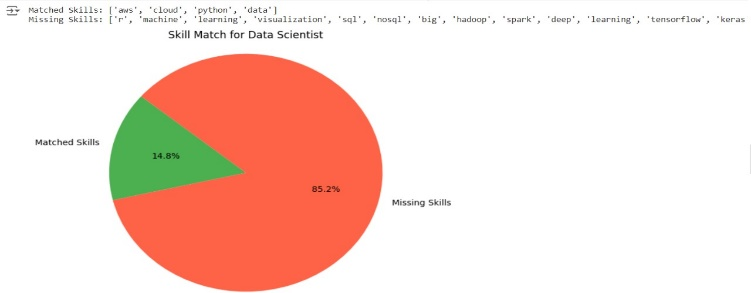 Matched Skills: ['aws', 'cloud', 'python', 'data']
Missing Skills: ['r', 'machine', 'learning', 'visualization', 'sql', 'nosql', 'big', 'hadoop', 'spark', 'deep', 'learning', 'tensorflow', 'keras
Skill Match for Data Scientist
Matched Skills
14.8%
85.2%
Missing Skills